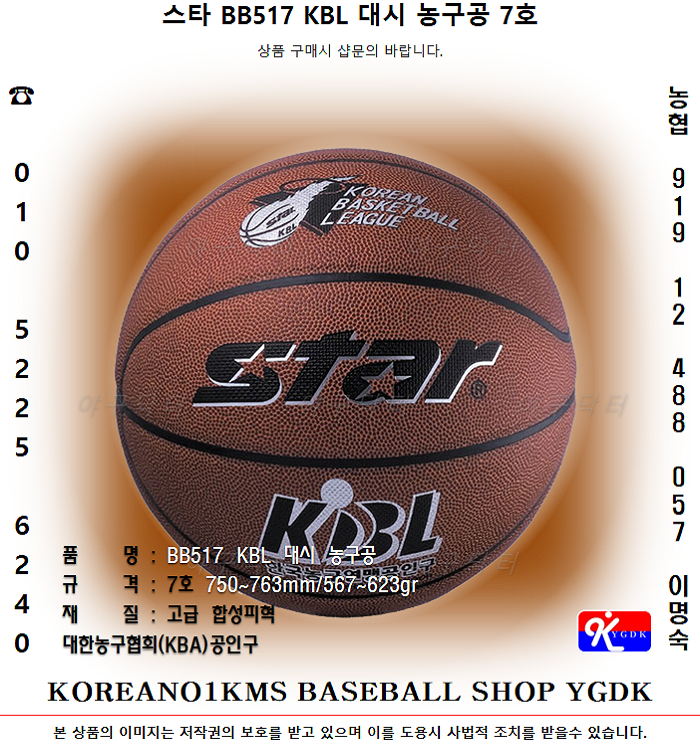 스타 BB517 KBL 대시 농구공 7호
상품 구매시 샵문의 바랍니다.
☎ 010 5225 6240
농협 919 12 488 057 이명숙
KOREAN
BASKETBALL
LEAGUE
star
KBL
star®
KBL
품 명 : BB517 KBL 대시 농구공
규 격 : 7호 750~763mm/567~623gr
재 질 : 고급 합성피혁
대한농구협회(KBA)공인구
YGDK
KOREANO1KMS BASEBALL SHOP YGDK
본 상품의 이미지는 저작권의 보호를 받고 있으며 이를 도용시 사법적 조치를 받을수 있습니다.